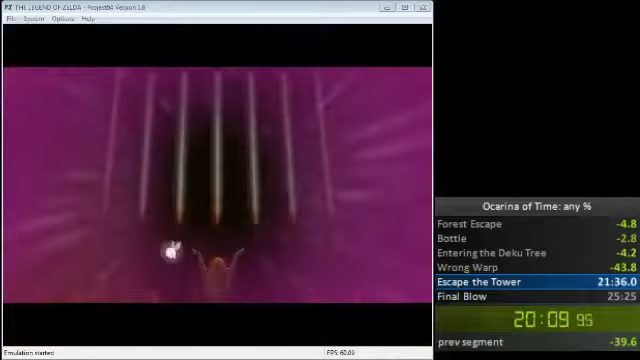 THE LEGEND OF ZELDA - Project64 Version 1.6
File System Options Help
Ocarina of Time: any %
Forest Escape -4.8
Bottle -2.8
Entering the Deku Tree -4.2
Wrong Warp -43.8
Escape the Tower 21:36.0
Final Blow 25:25
20:09 95
prev segment -39.6
Emulation started FPS: 60.09